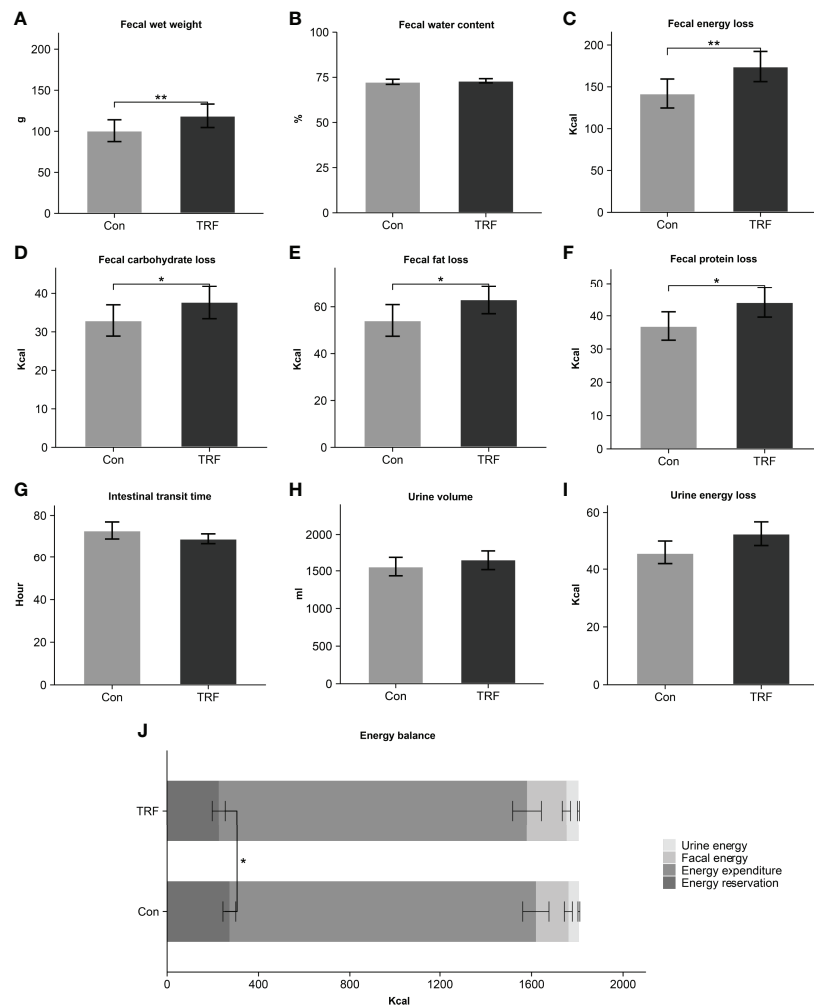 A
Fecal wet weight
200
150
100
50
0
g
**
Con
TRF
B
Fecal water content
100
75
50
25
0
%
Con
TRF
C
Fecal energy loss
200
150
100
50
0
Kcal
**
Con
TRF
D
Fecal carbohydrate loss
40
30
20
10
0
Kcal
*
Con
TRF
E
Fecal fat loss
60
40
20
0
Kcal
*
Con
TRF
F
Fecal protein loss
50
40
30
20
10
0
Kcal
*
Con
TRF
G
Intestinal transit time
80
60
40
20
0
Hour
Con
TRF
H
Urine volume
2000
1500
1000
500
0
ml
Con
TRF
I
Urine energy loss
60
40
20
0
Kcal
Con
TRF
J
Energy balance
TRF
*
Con
0
400
800
1200
1600
2000
Kcal
Urine energy
Facal energy
Energy expenditure
Energy reservation